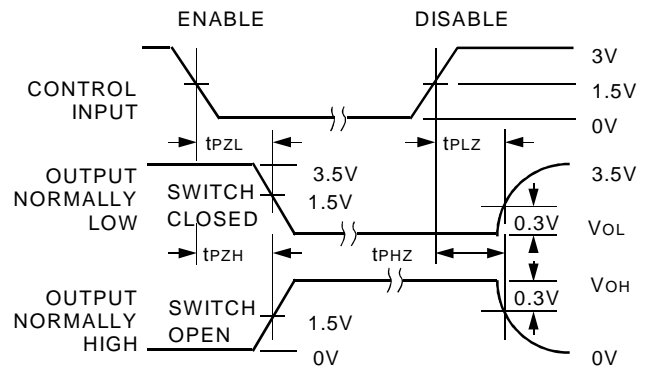 ENABLE
DISABLE
CONTROL
INPUT
3V
1.5V
0V
tPZL
tPLZ
OUTPUT
NORMALLY
LOW
SWITCH
CLOSED
3.5V
1.5V
3.5V
0.3V
VOL
tPZH
tPHZ
OUTPUT
NORMALLY
HIGH
SWITCH
OPEN
1.5V
0V
VOH
0.3V
0V